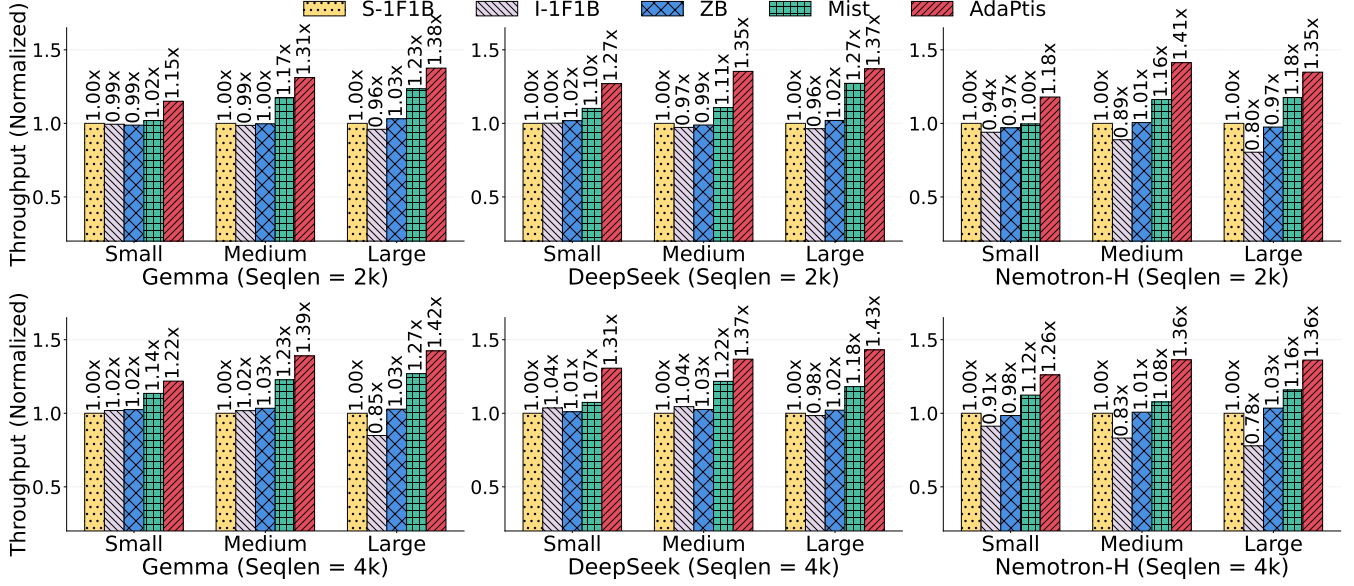 S-1F1B I-1F1B ZB Mist AdaPtis
Throughput (Normalized)
1.5
1.0
0.5
1.00x 0.99x 0.99x 1.02x 1.15x
1.00x 0.99x 1.00x 1.17x 1.31x
1.00x 0.96x 1.03x 1.23x 1.38x
Small Medium Large
Gemma (Seqlen = 2k)
1.5
1.0
0.5
1.00x 1.00x 1.02x 1.10x 1.27x
1.00x 0.97x 0.99x 1.11x 1.35x
1.00x 0.96x 1.02x 1.27x 1.37x
Small Medium Large
DeepSeek (Seqlen = 2k)
1.5
1.0
0.5
1.00x 0.94x 0.97x 1.00x 1.18x
1.00x 0.89x 1.01x 1.16x 1.41x
1.00x 0.80x 0.97x 1.18x 1.35x
Small Medium Large
Nemotron-H (Seqlen = 2k)
Throughput (Normalized)
1.5
1.0
0.5
1.00x 1.02x 1.02x 1.14x 1.22x
1.00x 1.02x 1.03x 1.23x 1.39x
1.00x 0.85x 1.03x 1.27x 1.42x
Small Medium Large
Gemma (Seqlen = 4k)
1.5
1.0
0.5
1.00x 1.04x 1.01x 1.07x 1.31x
1.00x 1.04x 1.03x 1.22x 1.37x
1.00x 0.98x 1.02x 1.18x 1.43x
Small Medium Large
DeepSeek (Seqlen = 4k)
1.5
1.0
0.5
1.00x 0.91x 0.98x 1.12x 1.26x
1.00x 0.83x 1.01x 1.08x 1.36x
1.00x 0.78x 1.03x 1.16x 1.36x
Small Medium Large
Nemotron-H (Seqlen = 4k)